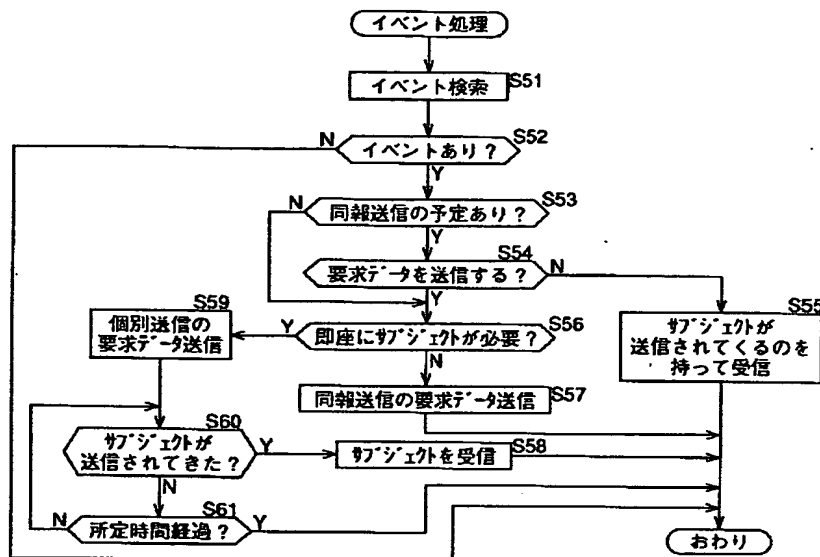 イベント処理
イベント検索
S51
イベントあり？
S52
N
Y
同報送信の予定あり？
S53
N
Y
要求データを送信する？
S54
N
Y
サブジェクトが
送信されてくるのを
持って受信
S55
即座にサブジェクトが必要？
S56
Y
N
個別送信の
要求データ送信
S59
同報送信の要求データ送信
S57
サブジェクトが
送信されてきた？
S60
Y
N
サブジェクトを受信
S58
所定時間経過？
S61
N
Y
おわり